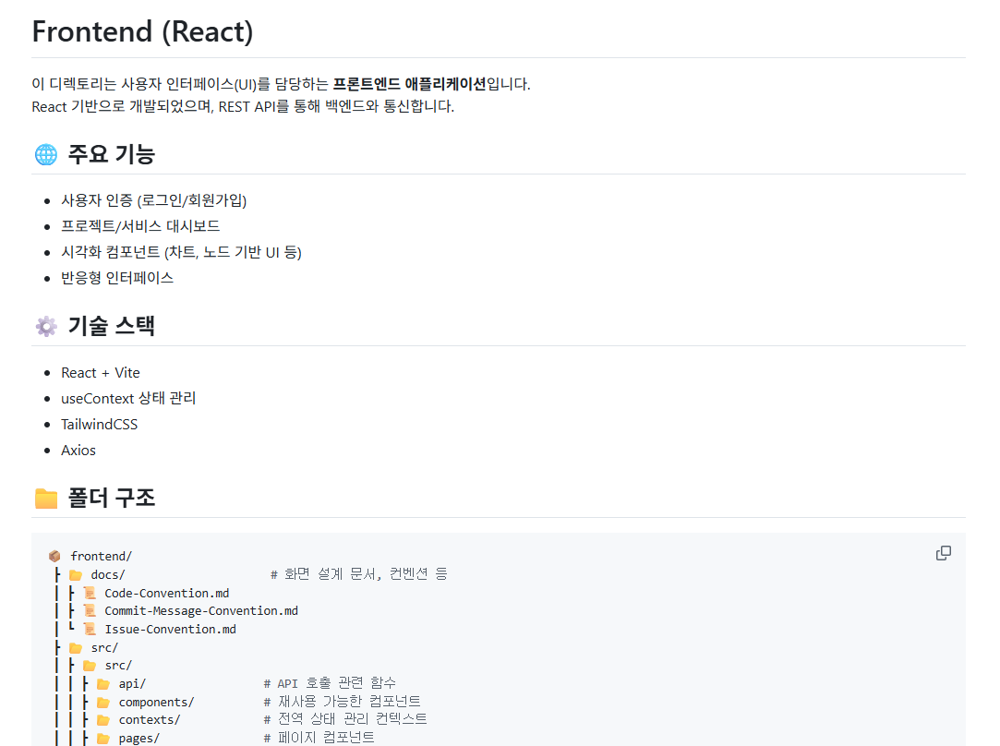 Frontend (React)
이 디렉토리는 사용자 인터페이스(UI)를 담당하는 프론트엔드 애플리케이션입니다.
React 기반으로 개발되었으며, REST API를 통해 백엔드와 통신합니다.
🌐 주요 기능
• 사용자 인증 (로그인/회원가입)
• 프로젝트/서비스 대시보드
• 시각화 컴포넌트 (차트, 노드 기반 UI 등)
• 반응형 인터페이스
⚙️ 기술 스택
• React + Vite
• useContext 상태 관리
• TailwindCSS
• Axios
📁 폴더 구조
📦 frontend/
┣ 📁 docs/ # 화면 설계 문서, 컨벤션 등
┃ ┣ 📜 Code-Convention.md
┃ ┣ 📜 Commit-Message-Convention.md
┃ ┗ 📜 Issue-Convention.md
┣ 📁 src/
┃ ┣ 📁 src/
┃ ┃ ┣ 📁 api/ # API 호출 관련 함수
┃ ┃ ┣ 📁 components/ # 재사용 가능한 컴포넌트
┃ ┃ ┣ 📁 contexts/ # 전역 상태 관리 컨텍스트
┃ ┃ ┣ 📁 pages/ # 페이지 컴포넌트